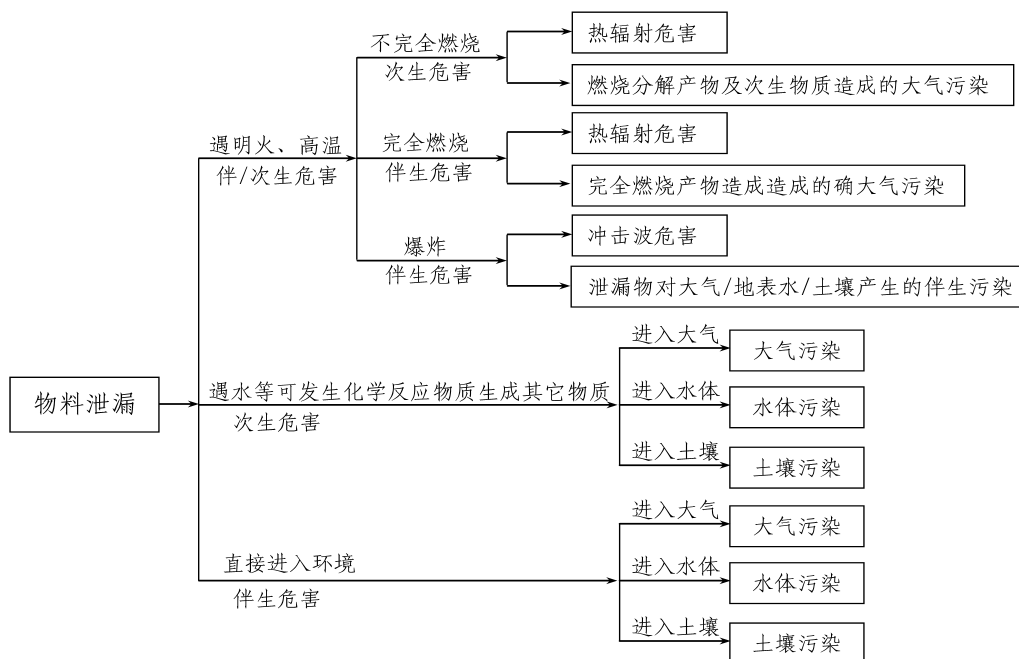 不完全燃烧
次生危害
热辐射危害
燃烧分解产物及次生物质造成的大气污染
遇明火、高温
伴/次生危害
完全燃烧
伴生危害
热辐射危害
完全燃烧产物造成造成的确大气污染
爆炸
伴生危害
冲击波危害
泄漏物对大气/地表水/土壤产生的伴生污染
物料泄漏
遇水等可发生化学反应物质生成其它物质
次生危害
进入大气
大气污染
进入水体
水体污染
进入土壤
土壤污染
直接进入环境
伴生危害
进入大气
大气污染
进入水体
水体污染
进入土壤
土壤污染